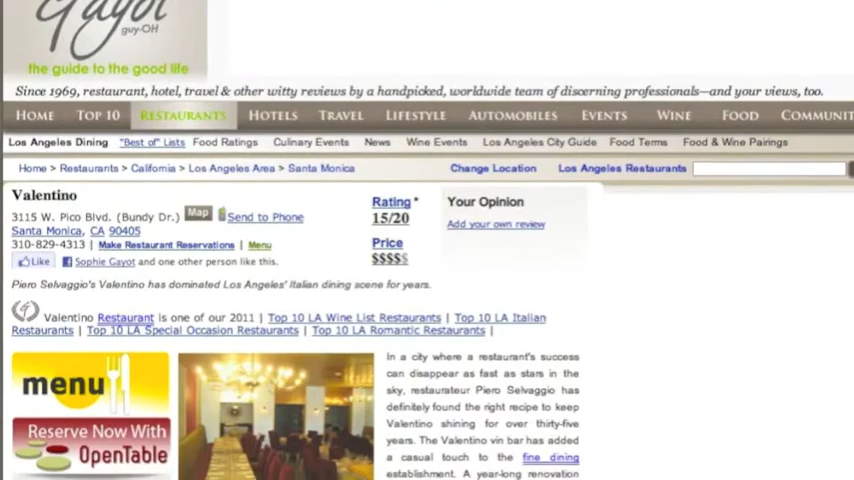 Gayot
guy-OH
the guide to the good life
Since 1969, restaurant, hotel, travel & other witty reviews by a handpicked, worldwide team of discerning professionals—and your views, too.
HOME TOP 10 RESTAURANTS HOTELS TRAVEL LIFESTYLE AUTOMOBILES EVENTS WINE FOOD COMMUNIT
Los Angeles Dining "Best of" Lists Food Ratings Culinary Events News Wine Events Los Angeles City Guide Food Terms Food & Wine Pairings
Home > Restaurants > California > Los Angeles Area > Santa Monica Change Location Los Angeles Restaurants
Valentino
3115 W. Pico Blvd. (Bundy Dr.) Map Send to Phone
Santa Monica, CA 90405
310-829-4313 | Make Restaurant Reservations | Menu
Like Sophie Gayot and one other person like this.
Rating *
15/20
Price
$$$$$
Your Opinion
Add your own review
Piero Selvaggio's Valentino has dominated Los Angeles' Italian dining scene for years.
Valentino Restaurant is one of our 2011 | Top 10 LA Wine List Restaurants | Top 10 LA Italian
Restaurants | Top 10 LA Special Occasion Restaurants | Top 10 LA Romantic Restaurants |
menu
Reserve Now With
OpenTable
In a city where a restaurant's success
can disappear as fast as stars in the
sky, restaurateur Piero Selvaggio has
definitely found the right recipe to keep
Valentino shining for over thirty-five
years. The Valentino vin bar has added
a casual touch to the fine dining
establishment. A year-long renovation